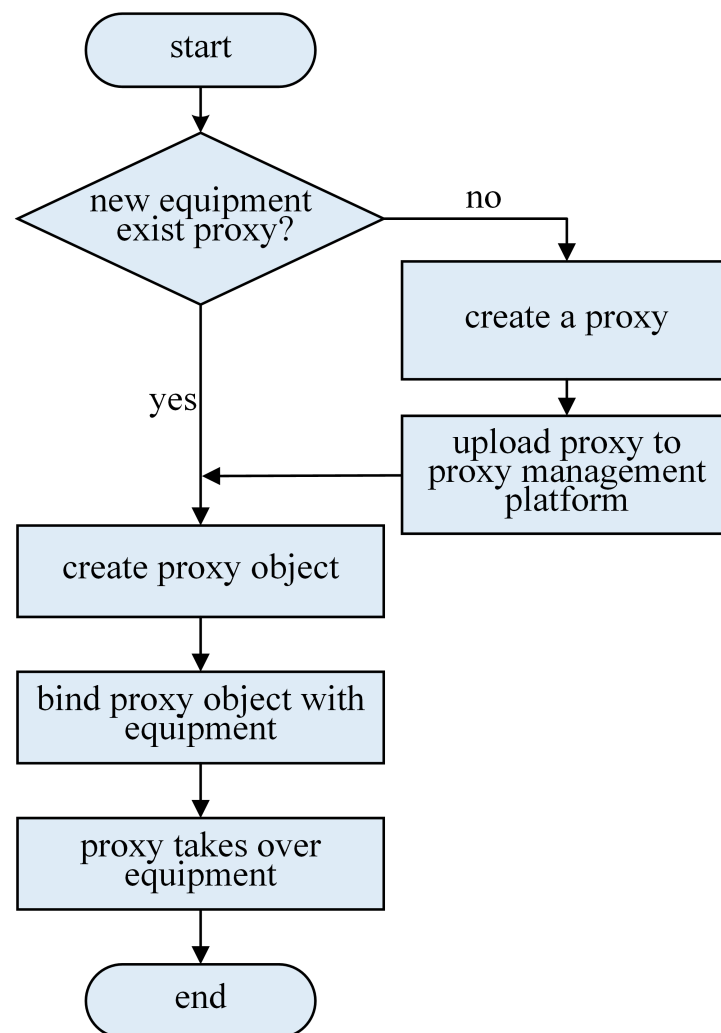 start
new equipment
exist proxy?
no
create a proxy
yes
upload proxy to
proxy management
platform
create proxy object
bind proxy object with
equipment
proxy takes over
equipment
end